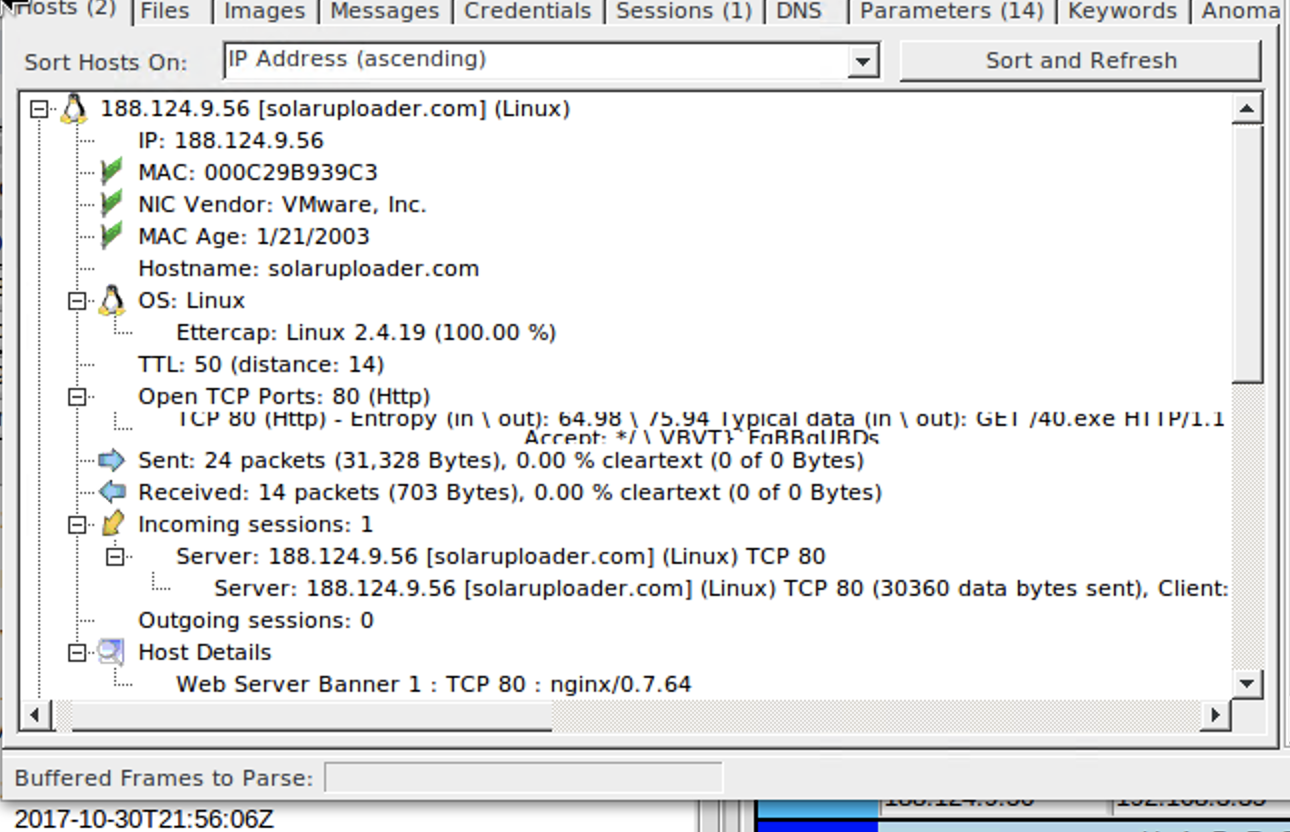 Hosts (2) Files Images Messages Credentials Sessions (1) DNS Parameters (14) Keywords Anoma
Sort Hosts On: IP Address (ascending) Sort and Refresh
188.124.9.56 [solaruploader.com] (Linux)
IP: 188.124.9.56
MAC: 000C29B939C3
NIC Vendor: VMware, Inc.
MAC Age: 1/21/2003
Hostname: solaruploader.com
OS: Linux
Ettercap: Linux 2.4.19 (100.00 %)
TTL: 50 (distance: 14)
Open TCP Ports: 80 (Http)
TCP 80 (Http) - Entropy (in \ out): 64.98 \ 75.94 Typical data (in \ out): GET /40.exe HTTP/1.1
Accept: */ \
Sent: 24 packets (31,328 Bytes), 0.00 % cleartext (0 of 0 Bytes)
Received: 14 packets (703 Bytes), 0.00 % cleartext (0 of 0 Bytes)
Incoming sessions: 1
Server: 188.124.9.56 [solaruploader.com] (Linux) TCP 80
Server: 188.124.9.56 [solaruploader.com] (Linux) TCP 80 (30360 data bytes sent), Client:
Outgoing sessions: 0
Host Details
Web Server Banner 1 : TCP 80 : nginx/0.7.64
Buffered Frames to Parse:
2017-10-30T21:56:06Z